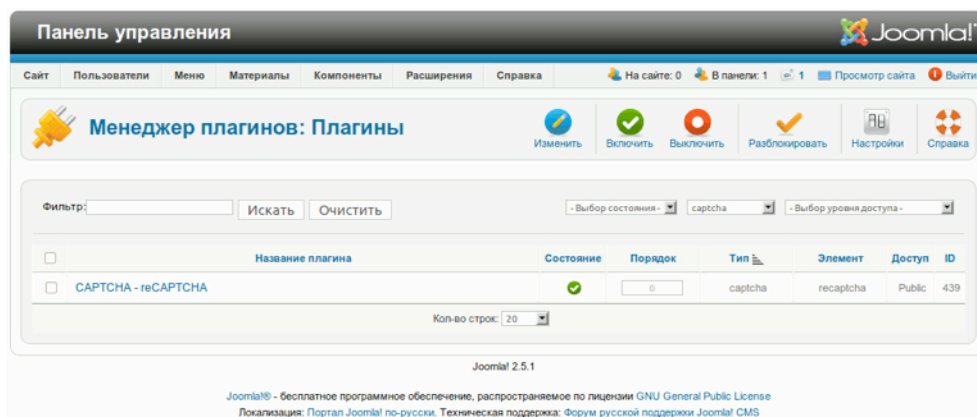 Панель управления
Joomla!
Сайт Пользователи Меню Материалы Компоненты Расширения Справка На сайте: 0 В панели: 1 1 Просмотр сайта Выйти
Менеджер плагинов: Плагины
Изменить Включить Выключить Разблокировать Настройки Справка
Фильтр: Искать Очистить - Выбор состояния - captcha - Выбор уровня доступа -
Название плагина Состояние Порядок Тип Элемент Доступ ID
CAPTCHA - reCAPTCHA 0 captcha recaptcha Public 439
Кол-во строк: 20
Joomla! 2.5.1
Joomla!® - бесплатное программное обеспечение, распространяемое по лицензии GNU General Public License
Локализация: Портал Joomla! по-русски. Техническая поддержка: Форум русской поддержки Joomla! CMS